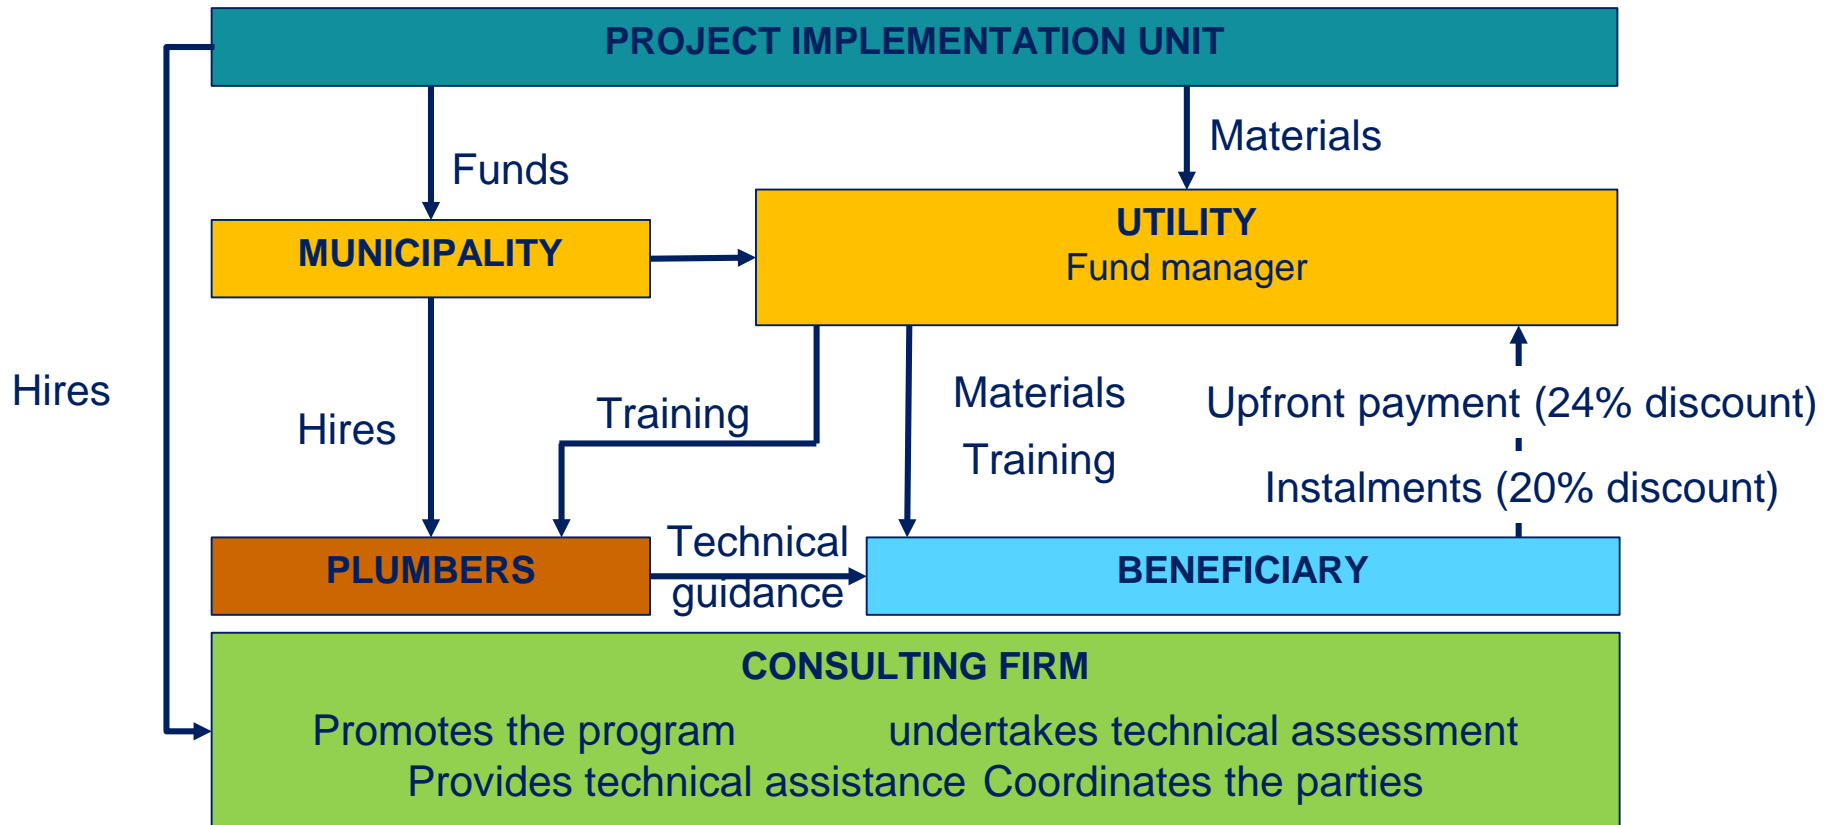 PROJECT IMPLEMENTATION UNIT
Materials
Funds
UTILITY
Fund manager
MUNICIPALITY
Hires
Hires
Training
Materials
Training
Upfront payment (24% discount)
Instalments (20% discount)
Technical
guidance
PLUMBERS
BENEFICIARY
CONSULTING FIRM
Promotes the program undertakes technical assessment
Provides technical assistance Coordinates the parties